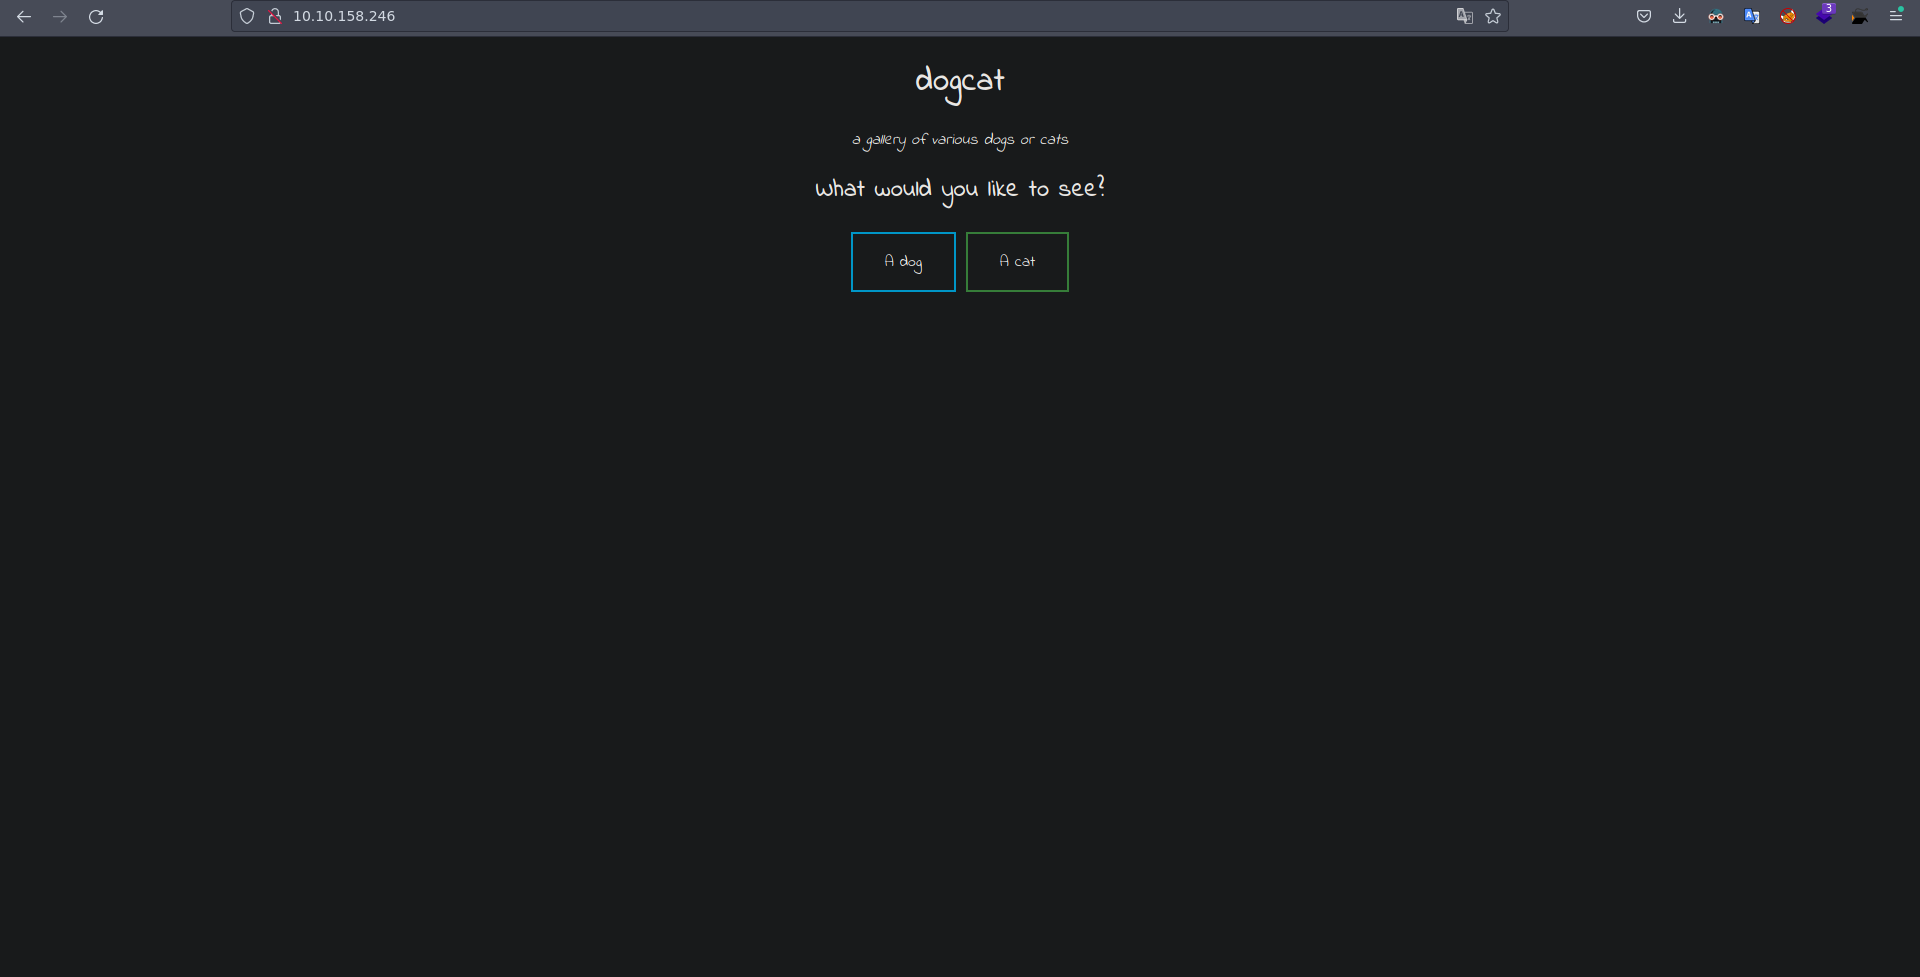 10.10.158.246
3
dogcat
a gallery of various dogs or cats
What would you like to see?
A dog
A cat